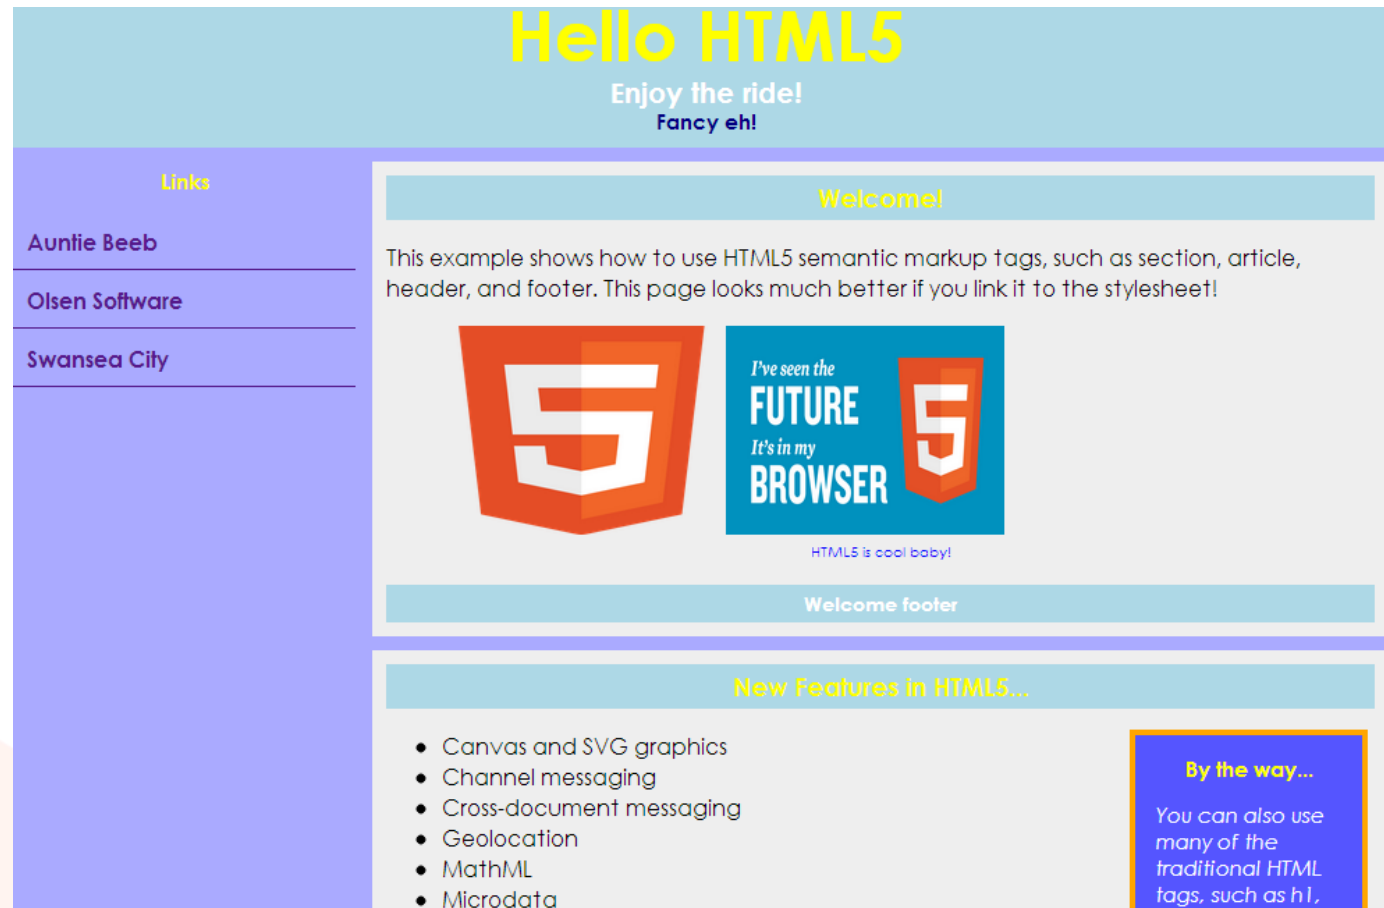 Hello HTML5
Enjoy the ride!
Fancy eh!
Links
Auntie Beeb
Olsen Software
Swansea City
Welcome!
This example shows how to use HTML5 semantic markup tags, such as section, article,
header, and footer. This page looks much better if you link it to the stylesheet!
5
I've seen the
FUTURE
It's in my
BROWSER
5
HTML5 is cool baby!
Welcome footer
New Features in HTML5...
Canvas and SVG graphics
Channel messaging
Cross-document messaging
Geolocation
MathML
Microdata
By the way...
You can also use
many of the
traditional HTML
tags, such as h1,